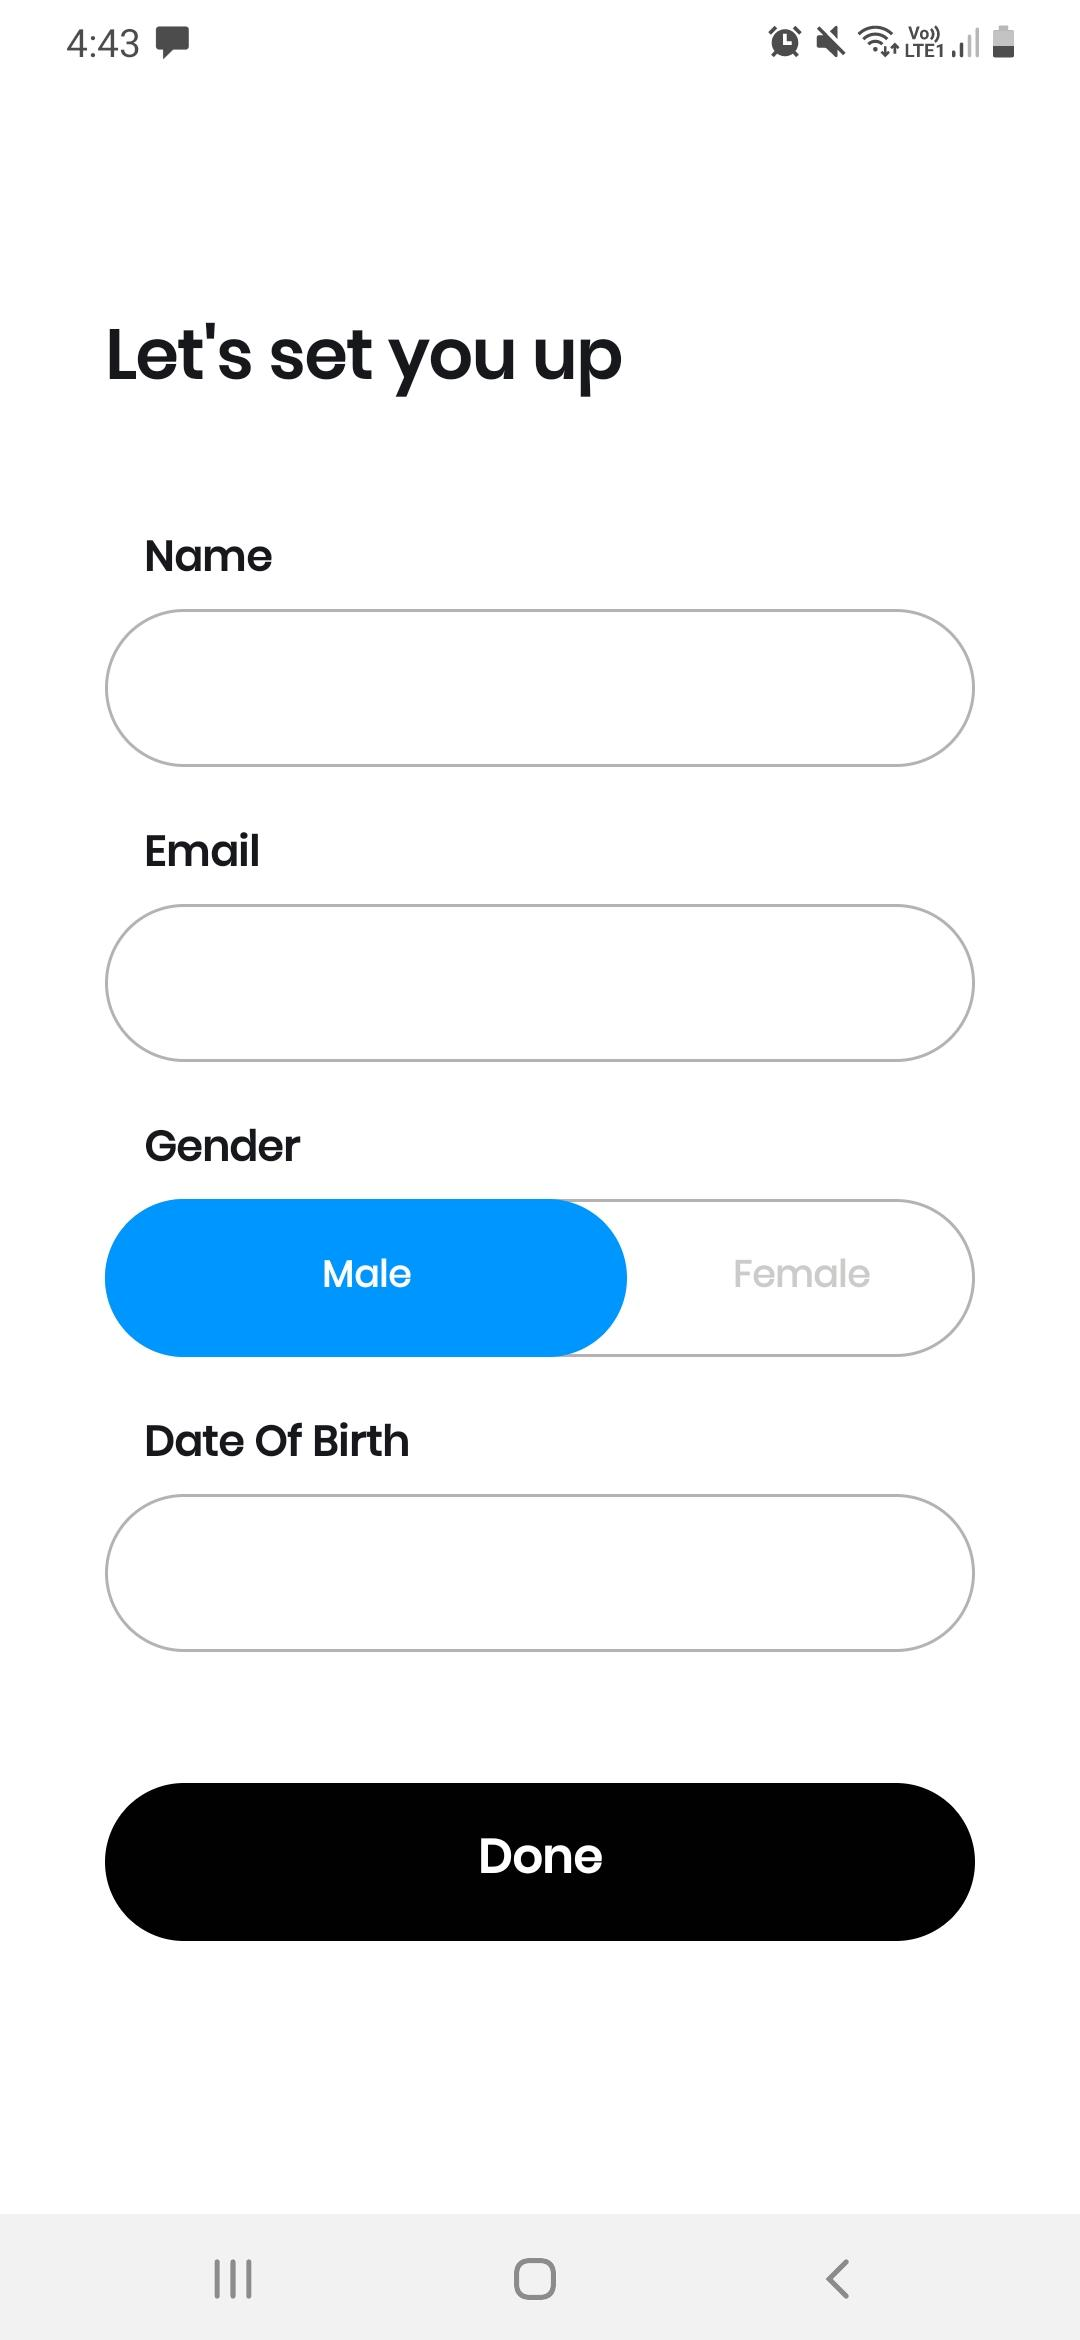 4:43
Vo)) LTE1
Let's set you up
Name
Email
Gender
Male Female
Date Of Birth
Done